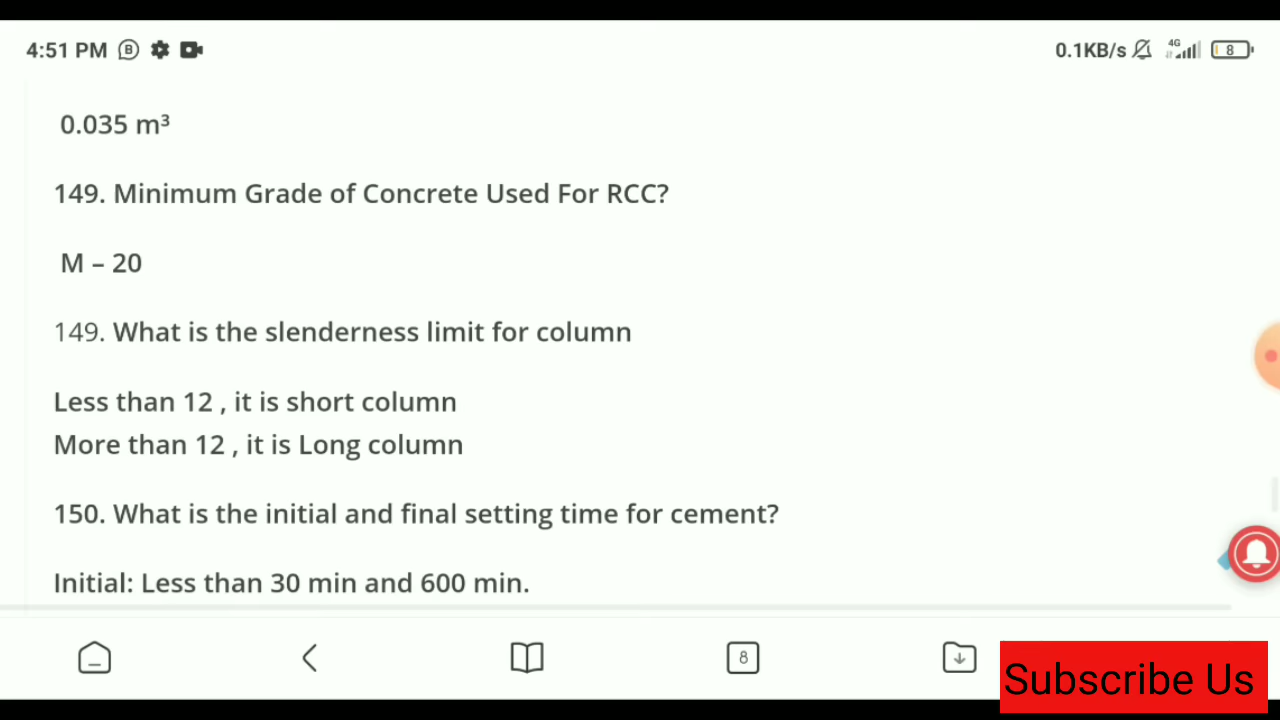 4:51 PM B
0.1KB/s 4G 8
0.035 m³
149. Minimum Grade of Concrete Used For RCC?
M – 20
149. What is the slenderness limit for column
Less than 12 , it is short column
More than 12 , it is Long column
150. What is the initial and final setting time for cement?
Initial: Less than 30 min and 600 min.
8
Subscribe Us